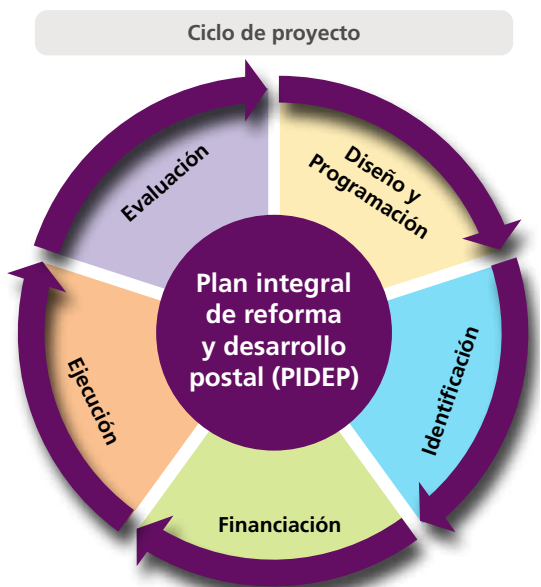 Ciclo de proyecto
Diseño y
Programación
Identificación
Financiación
Ejecución
Evaluación
Plan integral
de reforma
y desarrollo
postal (PIDEP)